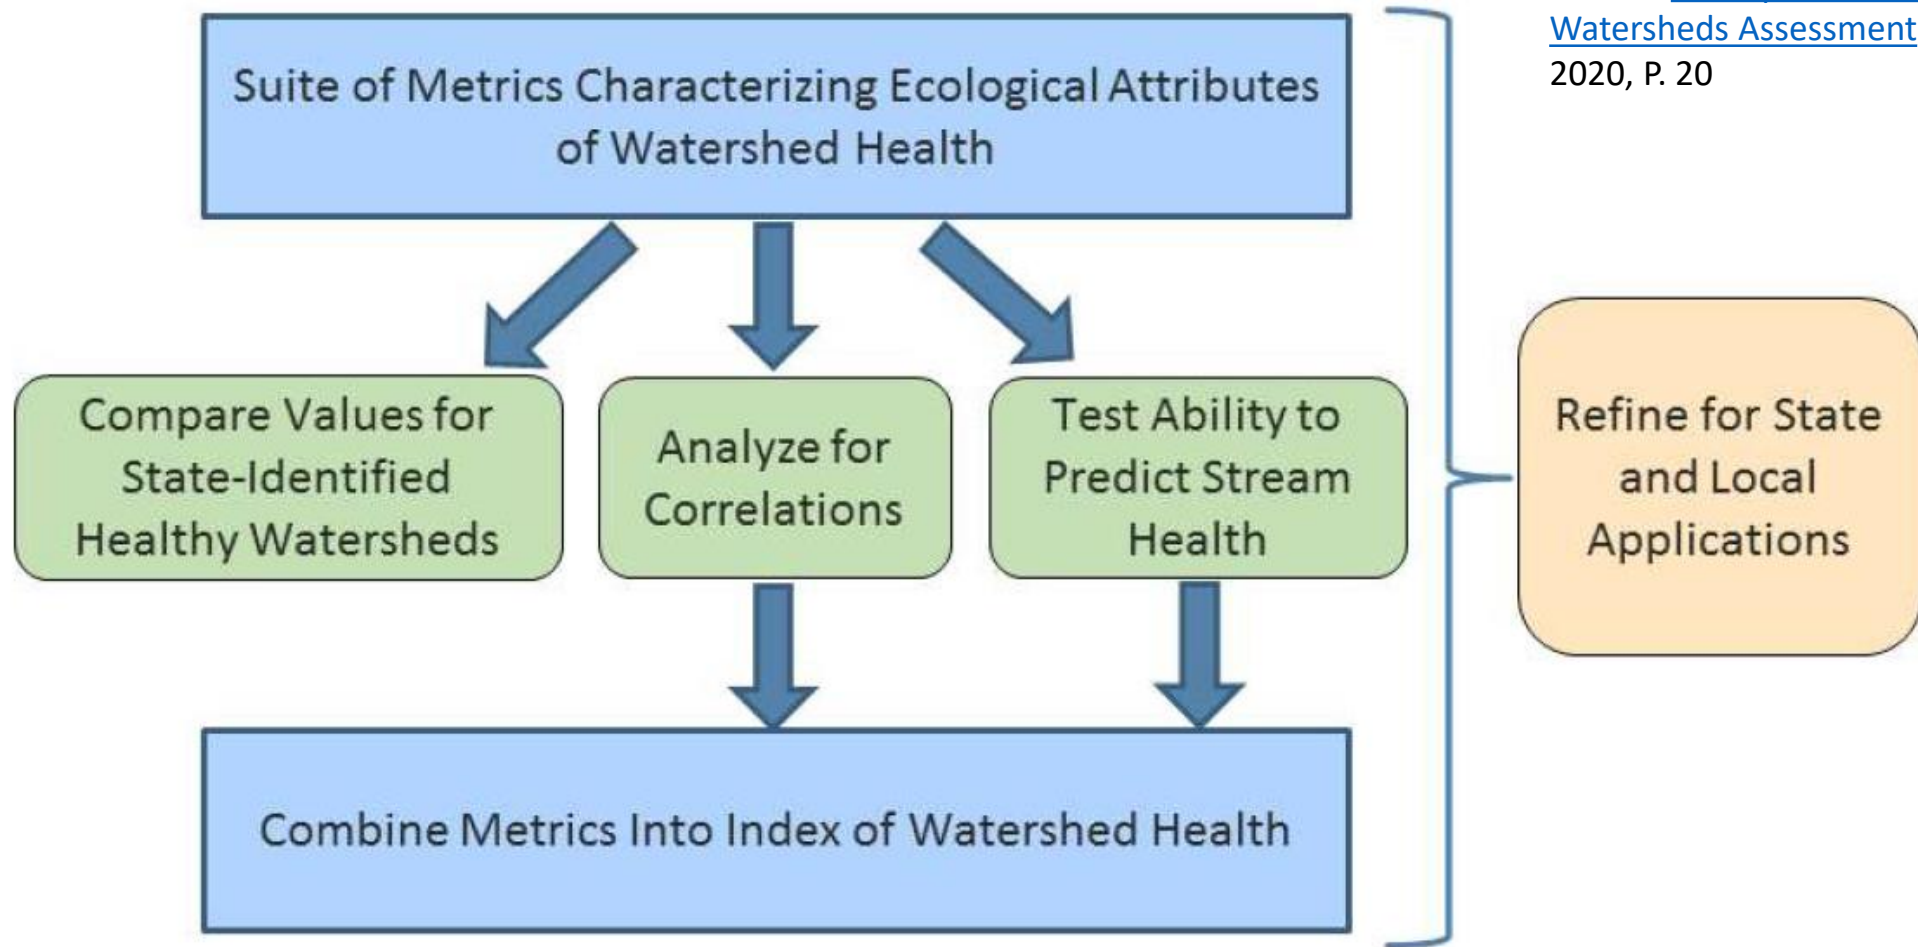 Watersheds Assessment
2020, P. 20
Suite of Metrics Characterizing Ecological Attributes
of Watershed Health
Compare Values for
State-Identified
Healthy Watersheds
Analyze for
Correlations
Test Ability to
Predict Stream
Health
Refine for State
and Local
Applications
Combine Metrics Into Index of Watershed Health